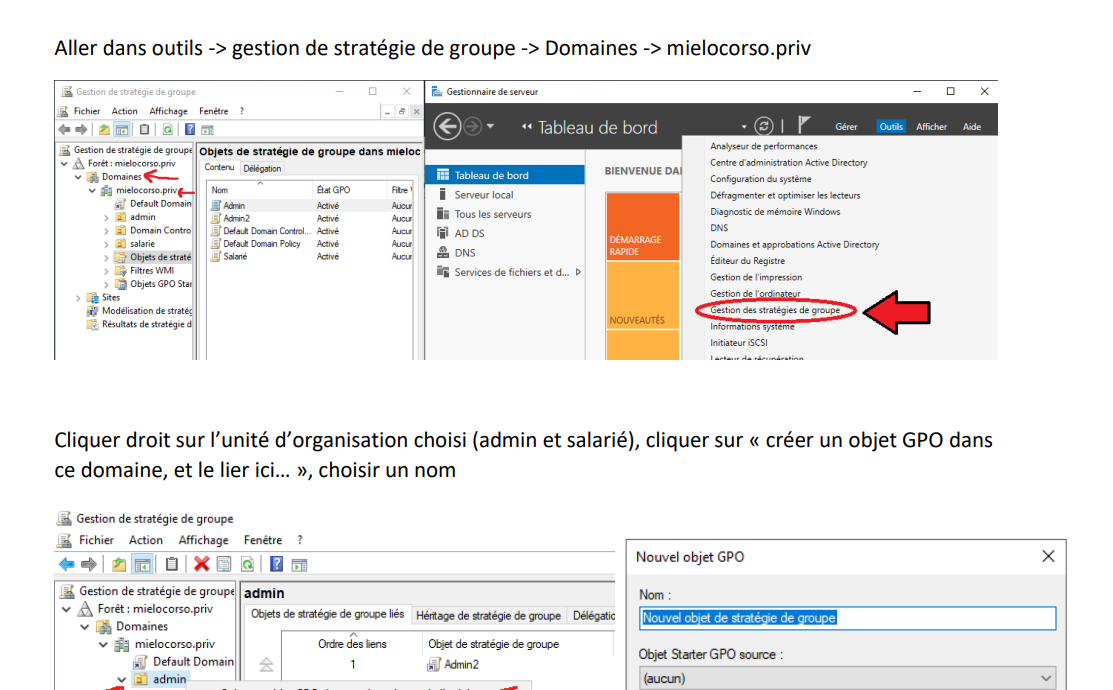 Aller dans outils -> gestion de stratégie de groupe -> Domaines -> mielocorso.priv
Gestion de stratégie de groupe
Fichier Action Affichage Fenêtre ?
Gestion de stratégie de groupe
Forêt : mielocorso.priv
Domaines
mielocorso.priv
Default Domain
admin
Domain Contro
salarie
Objets de straté
Filtres WMI
Objets GPO Star
Sites
Modélisation de stratég
Résultats de stratégie d
Objets de stratégie de groupe dans mieloc
Contenu Délégation
Nom État GPO Filtre
Admin Activé Aucur
Admin2 Activé Aucur
Default Domain Control... Activé Aucur
Default Domain Policy Activé Aucur
Salarié Activé Aucur
Gestionnaire de serveur
Tableau de bord
Gérer Outils Afficher Aide
Tableau de bord
Serveur local
Tous les serveurs
AD DS
DNS
Services de fichiers et d...
BIENVENUE DA
DÉMARRAGE
RAPIDE
NOUVEAUTÉS
Analyseur de performances
Centre d'administration Active Directory
Configuration du système
Défragmenter et optimiser les lecteurs
Diagnostic de mémoire Windows
DNS
Domaines et approbations Active Directory
Éditeur du Registre
Gestion de l'impression
Gestion de l'ordinateur
Gestion des stratégies de groupe
Informations système
Initiateur iSCSI
Lecteur de récupération
Cliquer droit sur l’unité d’organisation choisi (admin et salarié), cliquer sur « créer un objet GPO dans
ce domaine, et le lier ici… », choisir un nom
Gestion de stratégie de groupe
Fichier Action Affichage Fenêtre ?
Gestion de stratégie de groupe
Forêt : mielocorso.priv
Domaines
mielocorso.priv
Default Domain
admin
admin
Objets de stratégie de groupe liés Héritage de stratégie de groupe Délégatio
Ordre des liens Objet de stratégie de groupe
1 Admin2
Nouvel objet GPO
Nom :
Nouvel objet de stratégie de groupe
Objet Starter GPO source :
(aucun)